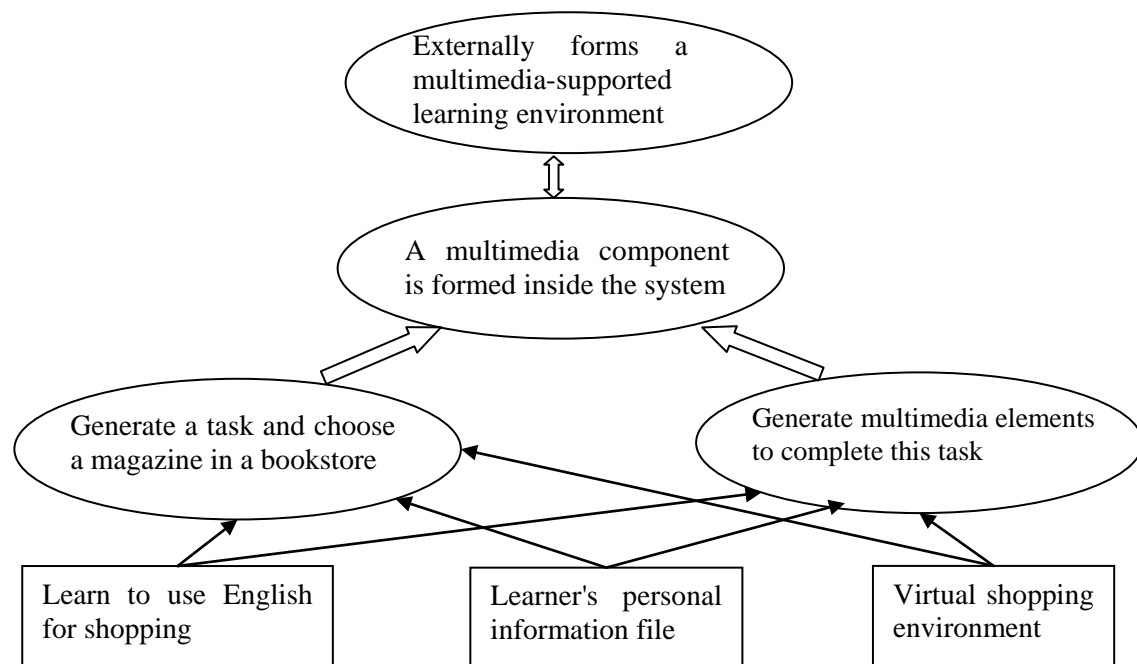 Externally forms a
multimedia-supported
learning environment
A multimedia component
is formed inside the system
Generate a task and choose
a magazine in a bookstore
Generate multimedia elements
to complete this task
Learn to use English
for shopping
Learner's personal
information file
Virtual shopping
environment